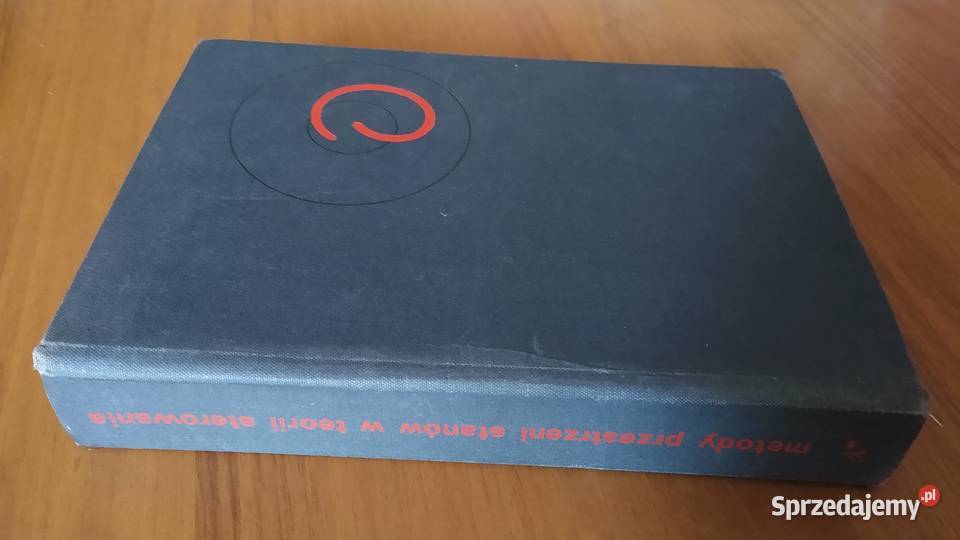 metody przestrzeni stanów w teorii sterowania
Sprzedajemy.pl